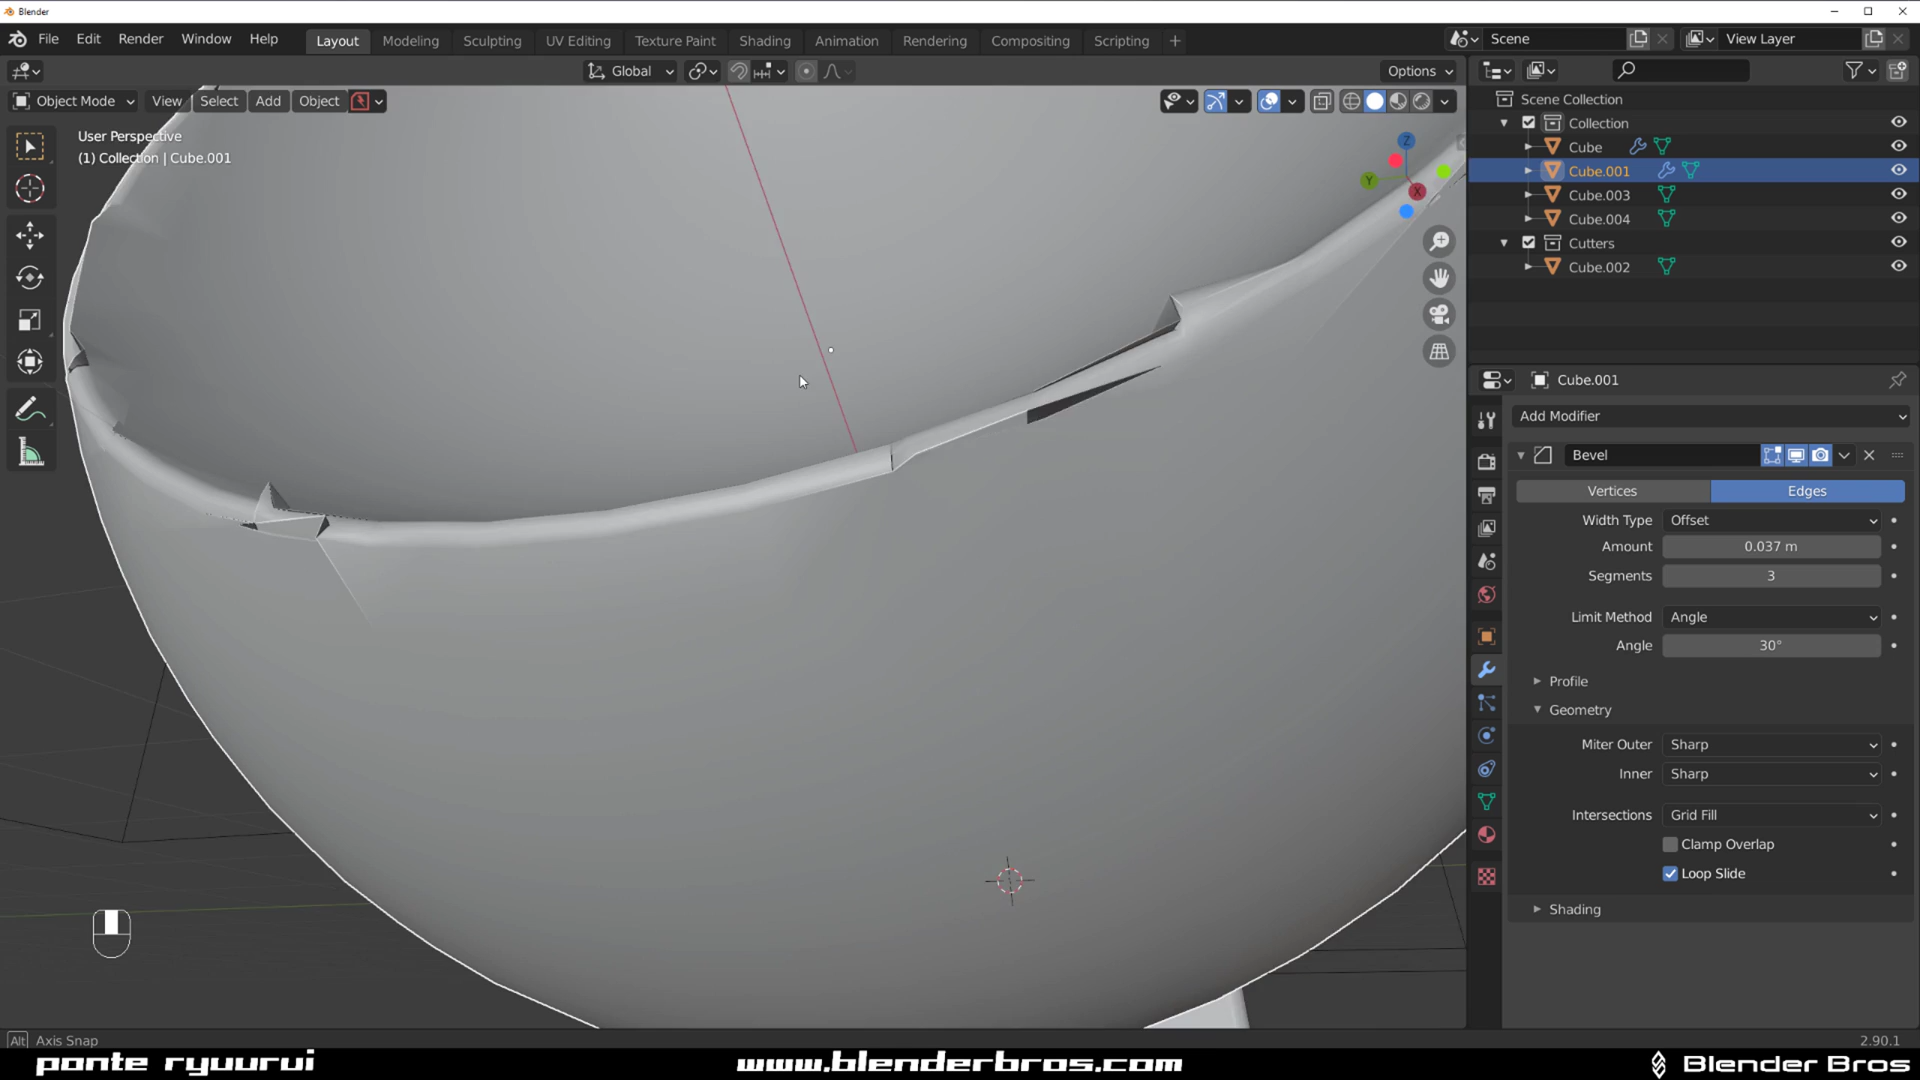 Blender
File Edit Render Window Help Layout Modeling Sculpting UV Editing Texture Paint Shading Animation Rendering Compositing Scripting + Scene View Layer
Global Options
Object Mode View Select Add Object
User Perspective
(1) Collection | Cube.001
Z
Y
X
Scene Collection
Collection
Cube
Cube.001
Cube.003
Cube.004
Cutters
Cube.002
Cube.001
Add Modifier
Bevel
Vertices Edges
Width Type Offset
Amount 0.037 m
Segments 3
Limit Method Angle
Angle 30°
Profile
Geometry
Miter Outer Sharp
Inner Sharp
Intersections Grid Fill
Clamp Overlap
Loop Slide
Shading
Alt Axis Snap 2.90.1
ponte ryuurui www.blenderbros.com Blender Bros